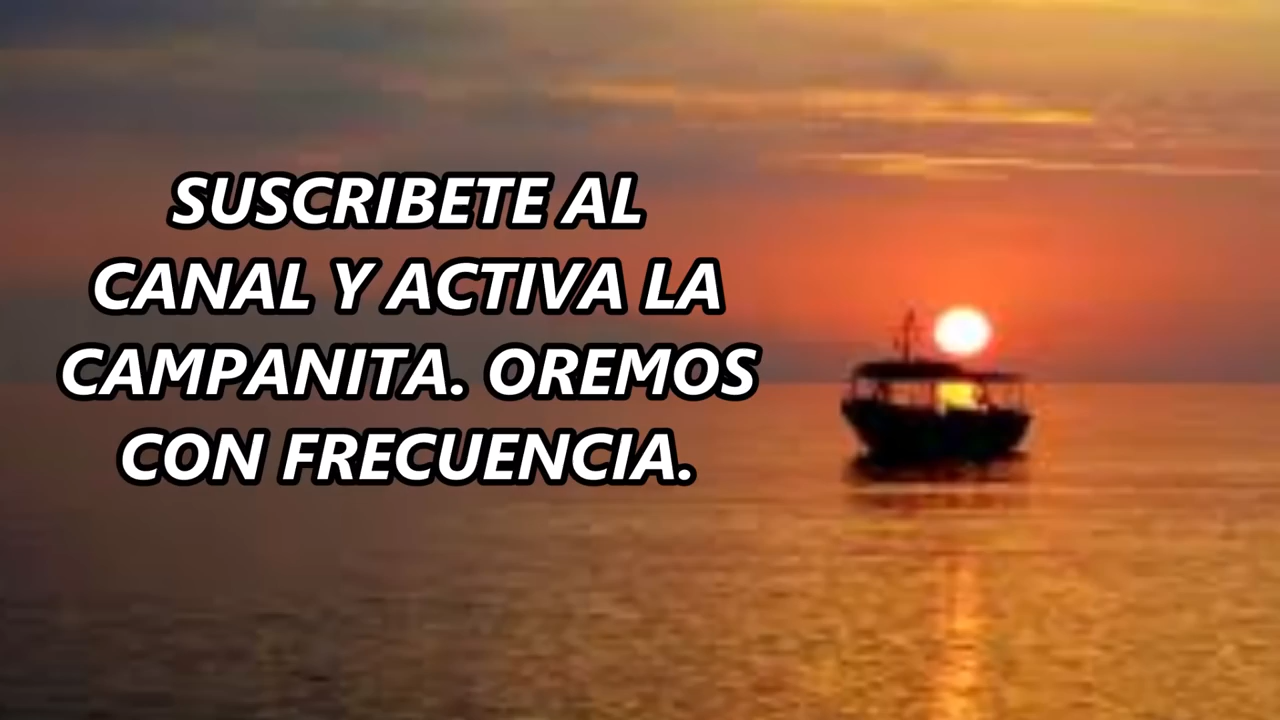 SUSCRIBETE AL
CANAL Y ACTIVA LA
CAMPANITA. OREMOS
CON FRECUENCIA.